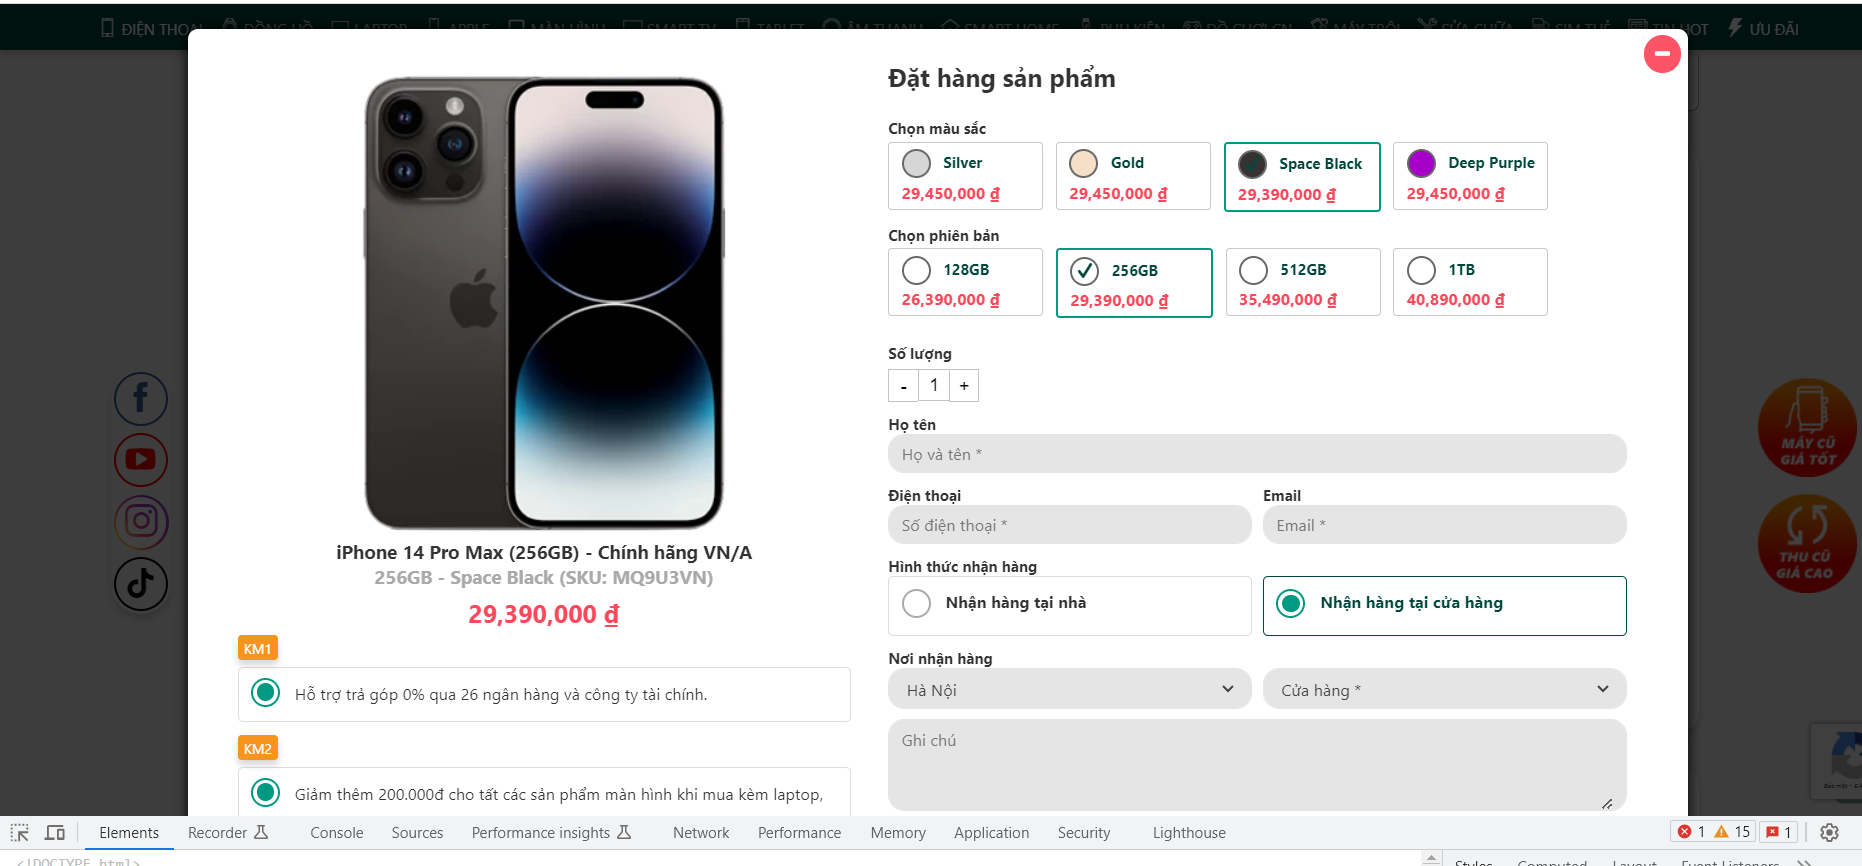 ĐIỆN THOẠI ĐỒNG HỒ LAPTOP APPLE MÀN HÌNH SMART TV TABLET ÂM THANH SMART HOME PHỤ KIỆN ĐỒ CHƠI CN MÁY TRÔI SỬA CHỮA SIM THẺ TIN HOT ƯU ĐÃI
Đặt hàng sản phẩm
Chọn màu sắc
Silver Gold Space Black Deep Purple
29,450,000 ₫ 29,450,000 ₫ 29,390,000 ₫ 29,450,000 ₫
Chọn phiên bản
128GB 256GB 512GB 1TB
26,390,000 ₫ 29,390,000 ₫ 35,490,000 ₫ 40,890,000 ₫
Số lượng
- 1 +
Họ tên
Họ và tên *
Điện thoại Email
Số điện thoại * Email *
Hình thức nhận hàng
Nhận hàng tại nhà Nhận hàng tại cửa hàng
Nơi nhận hàng
Hà Nội Cửa hàng *
Ghi chú
iPhone 14 Pro Max (256GB) - Chính hãng VN/A
256GB - Space Black (SKU: MQ9U3VN)
29,390,000 ₫
KM1
Hỗ trợ trả góp 0% qua 26 ngân hàng và công ty tài chính.
KM2
Giảm thêm 200.000đ cho tất các sản phẩm màn hình khi mua kèm laptop,
MÁY CŨ
GIÁ TỐT
THU CŨ
GIÁ CAO
Elements Recorder Console Sources Performance insights Network Performance Memory Application Security Lighthouse 1 15 1
<!DOCTYPE html>
Styles Computed Layout Event Listeners